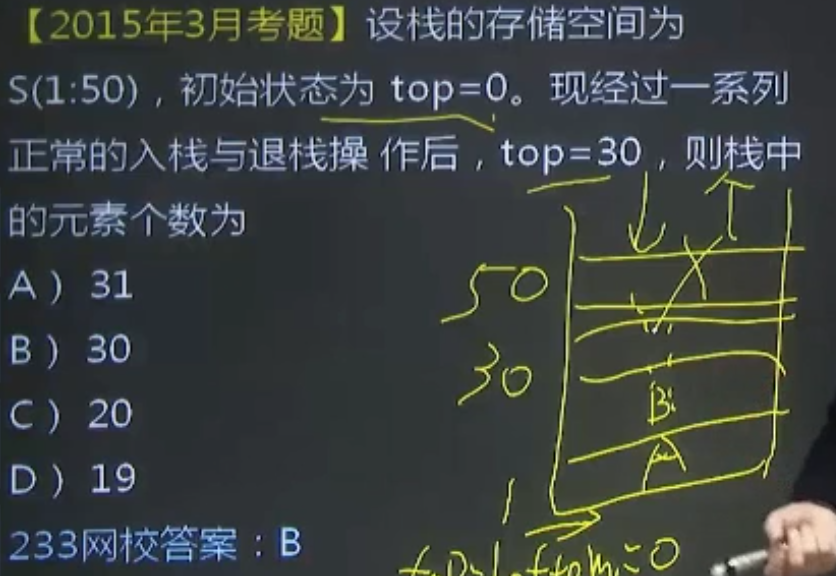 【2015年3月考题】设栈的存储空间为
S(1:50)，初始状态为 top=0。现经过一系列
正常的入栈与退栈操 作后，top=30，则栈中
的元素个数为
A）31
B）30
C）20
D）19
233网校答案：B
50
30
B
A
1
=0